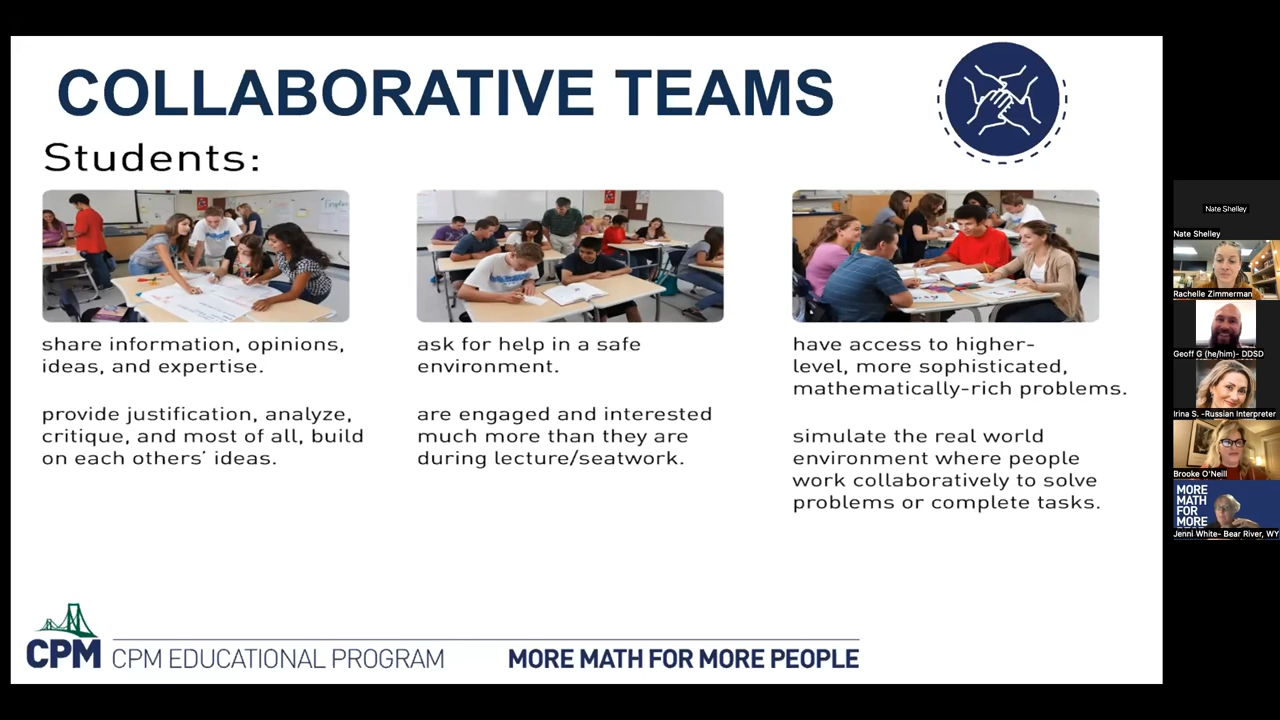 COLLABORATIVE TEAMS
Students:
share information, opinions,
ideas, and expertise.
provide justification, analyze,
critique, and most of all, build
on each others’ ideas.
ask for help in a safe
environment.
are engaged and interested
much more than they are
during lecture/seatwork.
have access to higher-
level, more sophisticated,
mathematically-rich problems.
simulate the real world
environment where people
work collaboratively to solve
problems or complete tasks.
CPM
CPM EDUCATIONAL PROGRAM
MORE MATH FOR MORE PEOPLE
Nate Shelley
Nate Shelley
Rachelle Zimmerman
Geoff G (he/him)- DDSD
Irina S. -Russian Interpreter
Brooke O'Neill
MORE
MATH
FOR
MORE
Jenni White- Bear River, WY